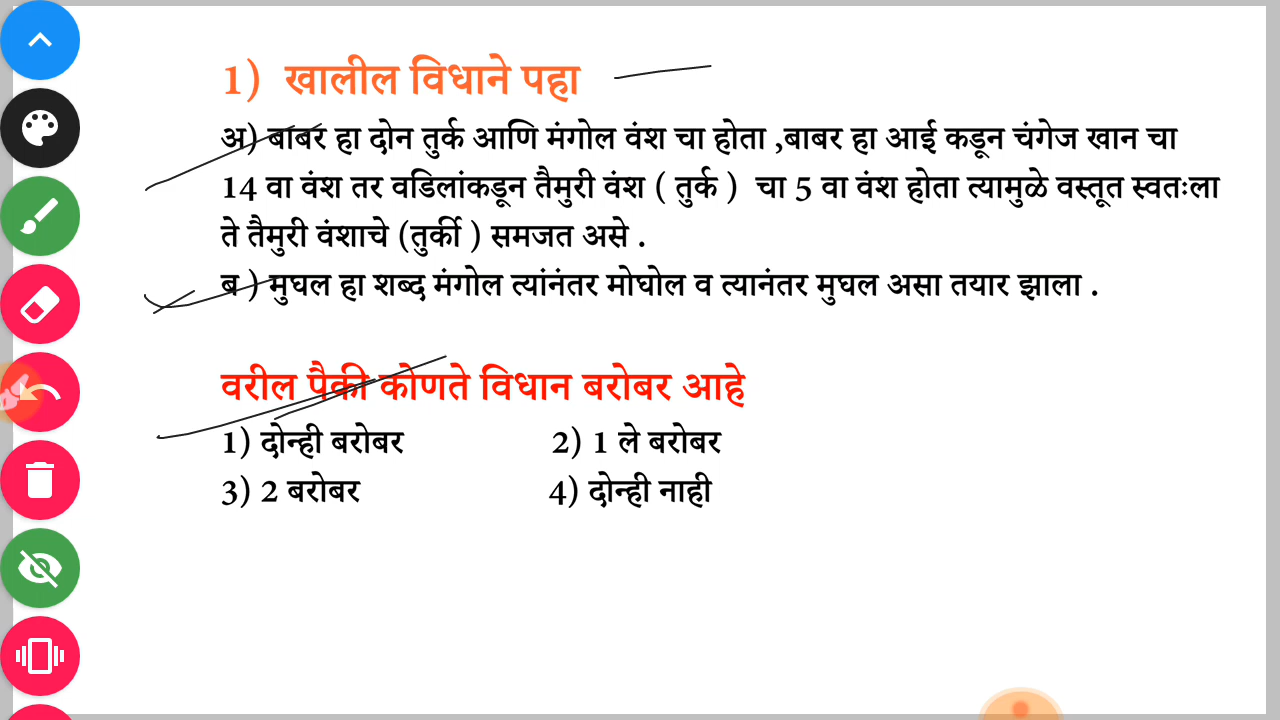 1) खालील विधाने पहा
अ) बाबर हा दोन तुर्क आणि मंगोल वंश चा होता ,बाबर हा आई कडून चंगेज खान चा
14 वा वंश तर वडिलांकडून तैमुरी वंश ( तुर्क ) चा 5 वा वंश होता त्यामुळे वस्तूत स्वतःला
ते तैमुरी वंशाचे (तुर्की ) समजत असे .
ब ) मुघल हा शब्द मंगोल त्यांनंतर मोघोल व त्यानंतर मुघल असा तयार झाला .
वरील पैकी कोणते विधान बरोबर आहे
1) दोन्ही बरोबर 2) 1 ले बरोबर
3) 2 बरोबर 4) दोन्ही नाही